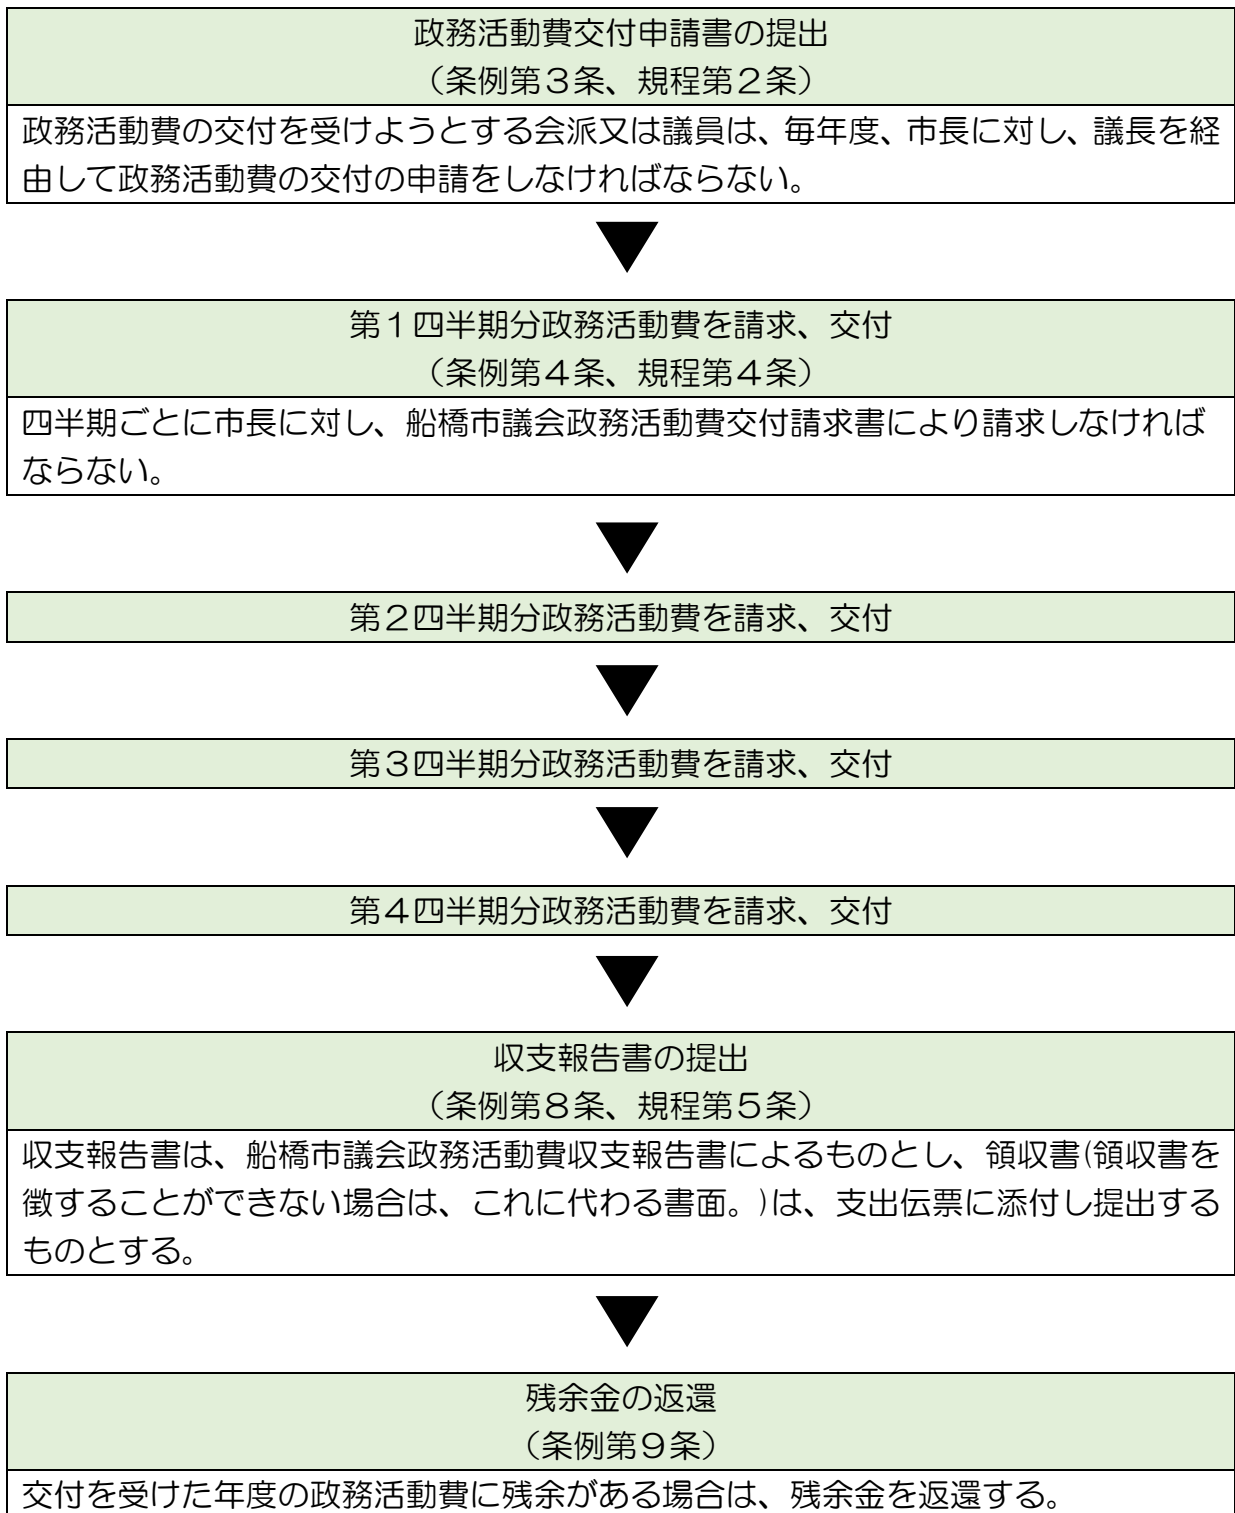 政務活動費交付申請書の提出
（条例第３条、規程第２条）
政務活動費の交付を受けようとする会派又は議員は、毎年度、市長に対し、議長を経
由して政務活動費の交付の申請をしなければならない。
第１四半期分政務活動費を請求、交付
（条例第４条、規程第４条）
四半期ごとに市長に対し、船橋市議会政務活動費交付請求書により請求しなければ
ならない。
第２四半期分政務活動費を請求、交付
第３四半期分政務活動費を請求、交付
第４四半期分政務活動費を請求、交付
収支報告書の提出
（条例第８条、規程第５条）
収支報告書は、船橋市議会政務活動費収支報告書によるものとし、領収書(領収書を
徴することができない場合は、これに代わる書面。)は、支出伝票に添付し提出する
ものとする。
残余金の返還
（条例第９条）
交付を受けた年度の政務活動費に残余がある場合は、残余金を返還する。